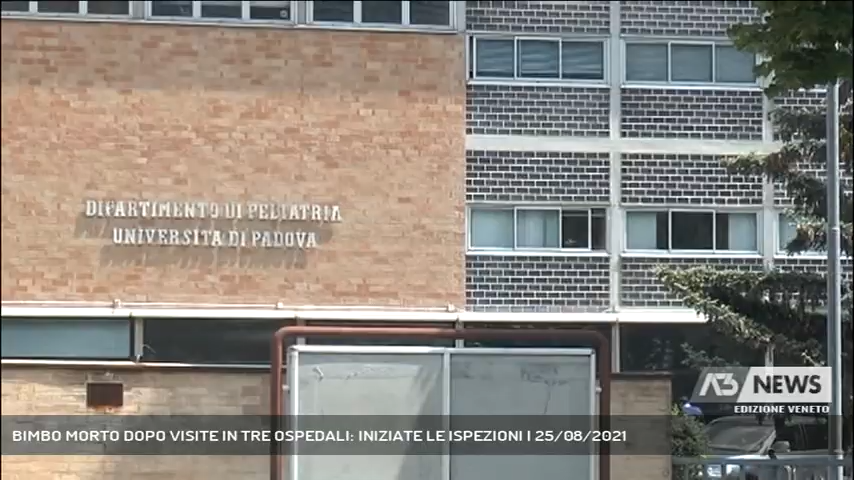 DIPARTIMENTO DI PEDIATRIA
UNIVERSITA DI PADOVA
A3 NEWS
EDIZIONE VENETO
BIMBO MORTO DOPO VISITE IN TRE OSPEDALI: INIZIATE LE ISPEZIONI | 25/08/2021